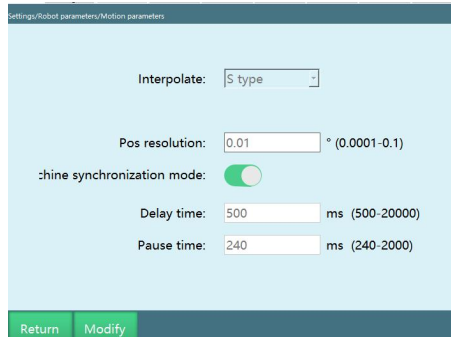 Settings/Robot parameters/Motion parameters
Interpolate: S type
Pos resolution: 0.01 ° (0.0001-0.1)
chine synchronization mode:
Delay time: 500 ms (500-20000)
Pause time: 240 ms (240-2000)
Return Modify